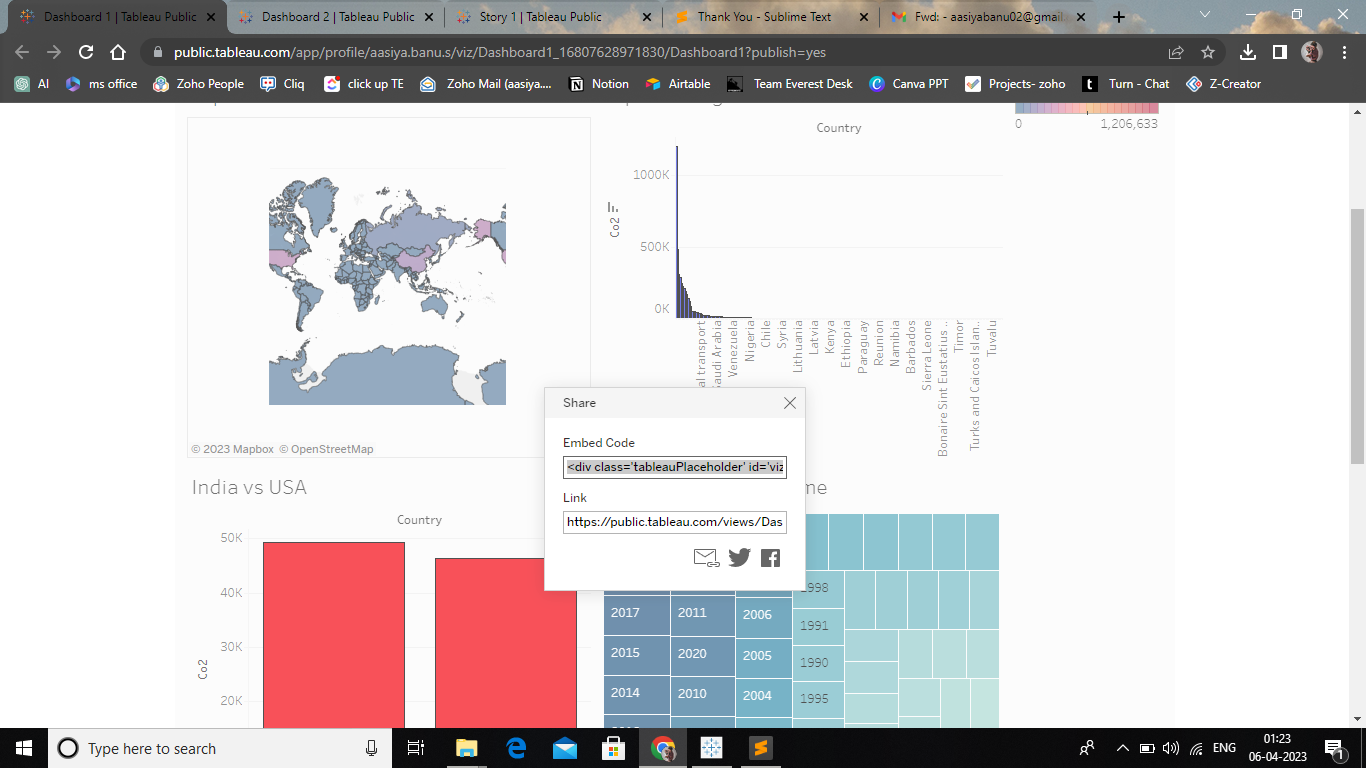 Dashboard 1 | Tableau Public
Dashboard 2 | Tableau Public
Story 1 | Tableau Public
Thank You - Sublime Text
Fwd: - aasiyabanu02@gmail
public.tableau.com/app/profile/aasiya.banu.s/viz/Dashboard1_16807628971830/Dashboard1?publish=yes
AI
ms office
Zoho People
Cliq
click up TE
Zoho Mail (aasiya....
Notion
Airtable
Team Everest Desk
Canva PPT
Projects- zoho
Turn - Chat
Z-Creator
0
1,206,633
© 2023 Mapbox © OpenStreetMap
Country
1000K
500K
0K
Co2
al transport
Saudi Arabia
Venezuela
Nigeria
Chile
Syria
Lithuania
Latvia
Kenya
Ethiopia
Paraguay
Reunion
Namibia
Barbados
Sierra Leone
Bonaire Sint Eustatius ..
Timor
Turks and Caicos Islan..
Tuvalu
Share
Embed Code
<div class='tableauPlaceholder' id='viz
Link
https://public.tableau.com/views/Das
India vs USA
Country
50K
40K
30K
20K
Co2
me
2017
2015
2014
2011
2020
2010
2006
2005
2004
1998
1991
1990
1995
Type here to search
ENG
01:23
06-04-2023
1